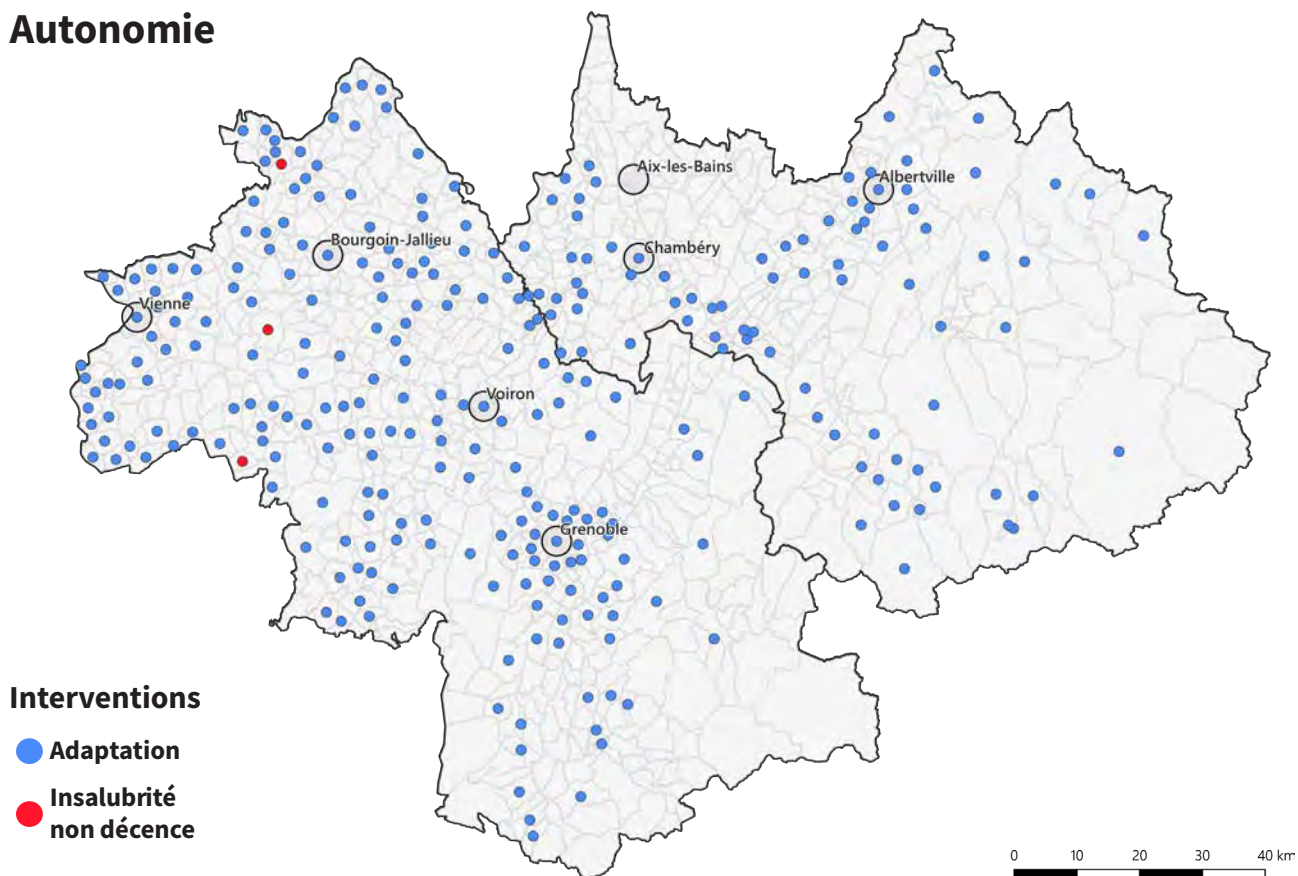 Autonomie
Aix-les-Bains
Albertville
Bourgoin-Jallieu
Chambéry
Vienne
Voiron
Grenoble
Interventions
Adaptation
Insalubrité
non décence
0 10 20 30 40 km